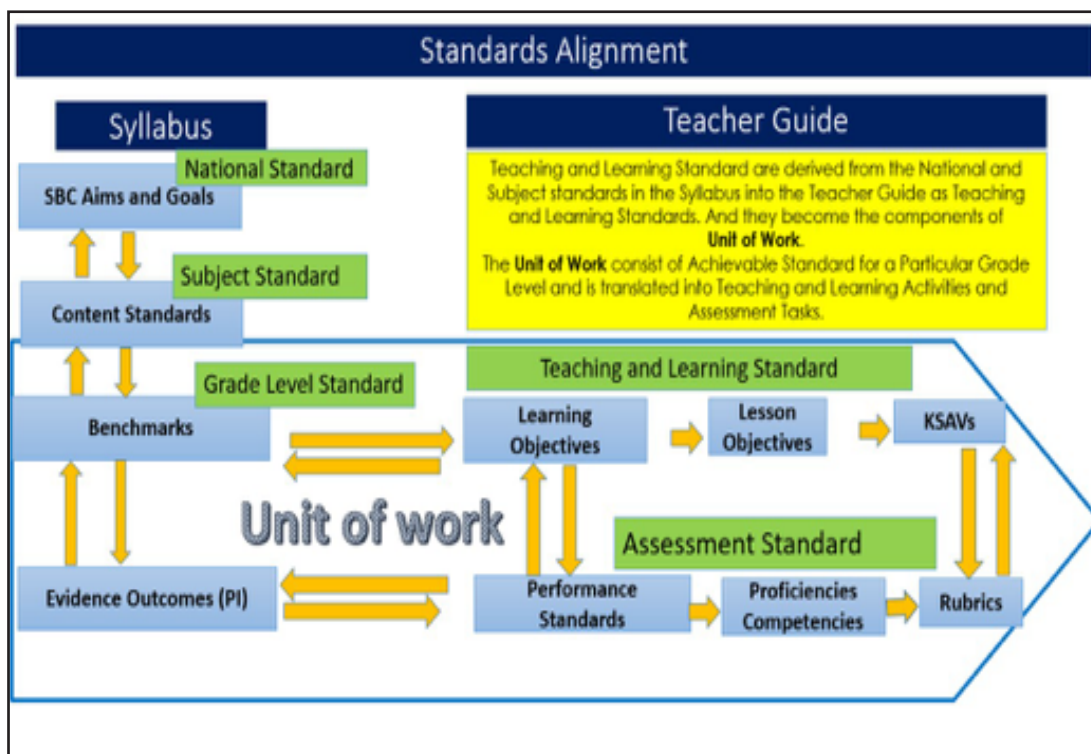 Standards Alignment
Syllabus
Teacher Guide
National Standard
SBC Aims and Goals
Teaching and Learning Standard are derived from the National and
Subject standards in the Syllabus into the Teacher Guide as Teaching
and Learning Standards. And they become the components of
Unit of Work.
The Unit of Work consist of Achievable Standard for a Particular Grade
Level and is translated into Teaching and Learning Activities and
Assessment Tasks.
Subject Standard
Content Standards
Grade Level Standard
Teaching and Learning Standard
Benchmarks
Learning
Objectives
Lesson
Objectives
KSAVs
Unit of work
Assessment Standard
Evidence Outcomes (PI)
Performance
Standards
Proficiencies
Competencies
Rubrics